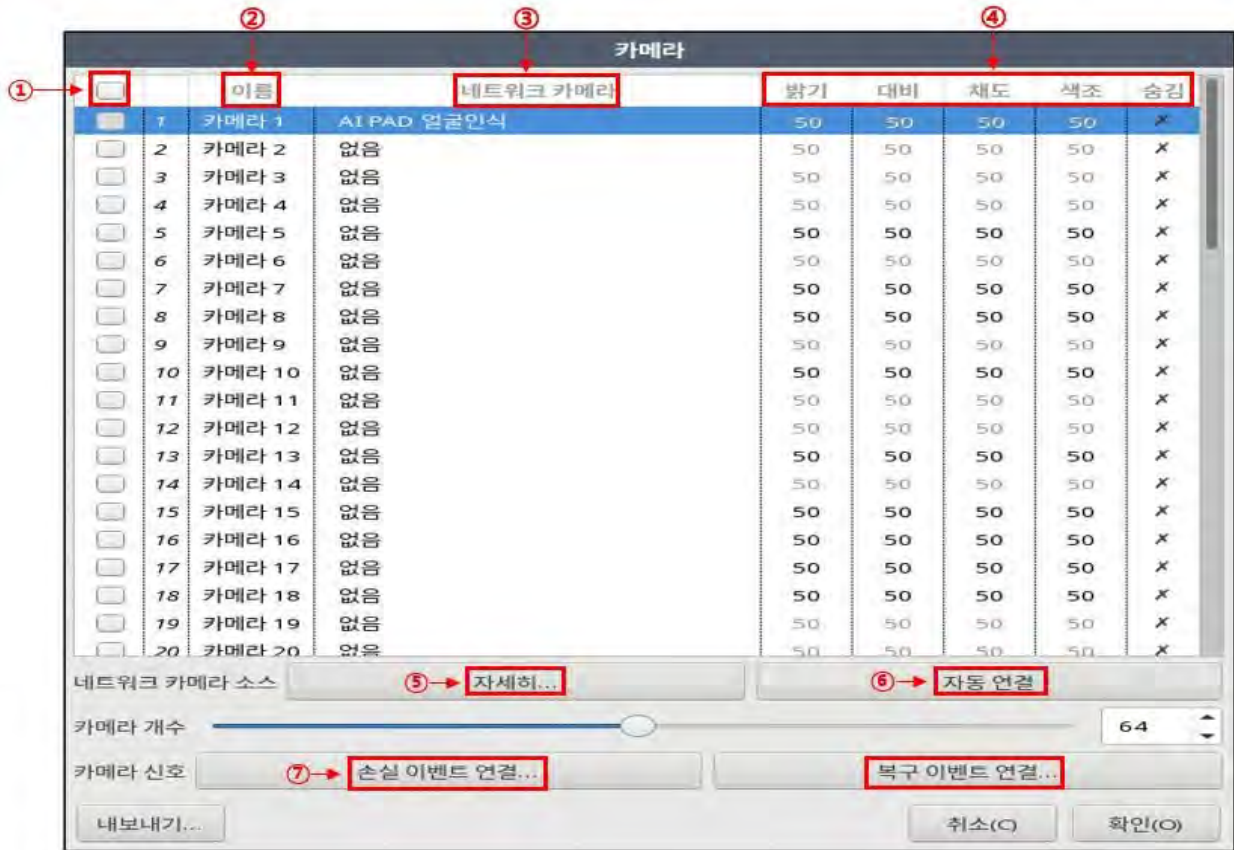 ② ③ ④
카메라
① 이름 네트워크 카메라 밝기 대비 채도 색조 숨김
1 카메라 1 AI PAD 얼굴인식 50 50 50 50 ✗
2 카메라 2 없음 50 50 50 50 ✗
3 카메라 3 없음 50 50 50 50 ✗
4 카메라 4 없음 50 50 50 50 ✗
5 카메라 5 없음 50 50 50 50 ✗
6 카메라 6 없음 50 50 50 50 ✗
7 카메라 7 없음 50 50 50 50 ✗
8 카메라 8 없음 50 50 50 50 ✗
9 카메라 9 없음 50 50 50 50 ✗
10 카메라 10 없음 50 50 50 50 ✗
11 카메라 11 없음 50 50 50 50 ✗
12 카메라 12 없음 50 50 50 50 ✗
13 카메라 13 없음 50 50 50 50 ✗
14 카메라 14 없음 50 50 50 50 ✗
15 카메라 15 없음 50 50 50 50 ✗
16 카메라 16 없음 50 50 50 50 ✗
17 카메라 17 없음 50 50 50 50 ✗
18 카메라 18 없음 50 50 50 50 ✗
19 카메라 19 없음 50 50 50 50 ✗
20 카메라 20 없음 50 50 50 50 ✗
네트워크 카메라 소스 ⑤ 자세히... ⑥ 자동 연결
카메라 개수 64
카메라 신호 ⑦ 손실 이벤트 연결... 복구 이벤트 연결...
내보내기... 취소(C) 확인(O)